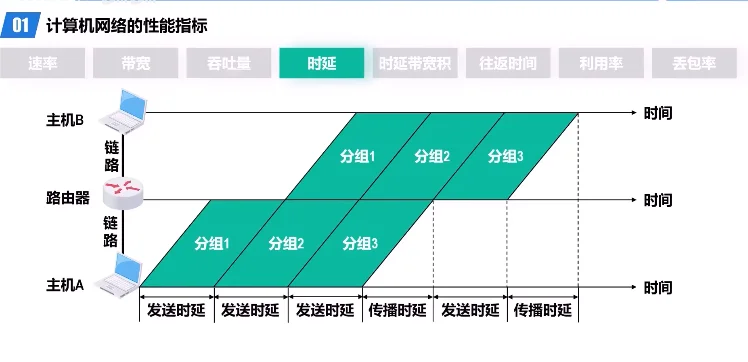 01 计算机网络的性能指标
速率 带宽 吞吐量 时延 时延带宽积 往返时间 利用率 丢包率
主机B 时间
分组1 分组2 分组3
链路
路由器 时间
分组1 分组2 分组3
链路
主机A 时间
发送时延 发送时延 发送时延 传播时延 发送时延 传播时延